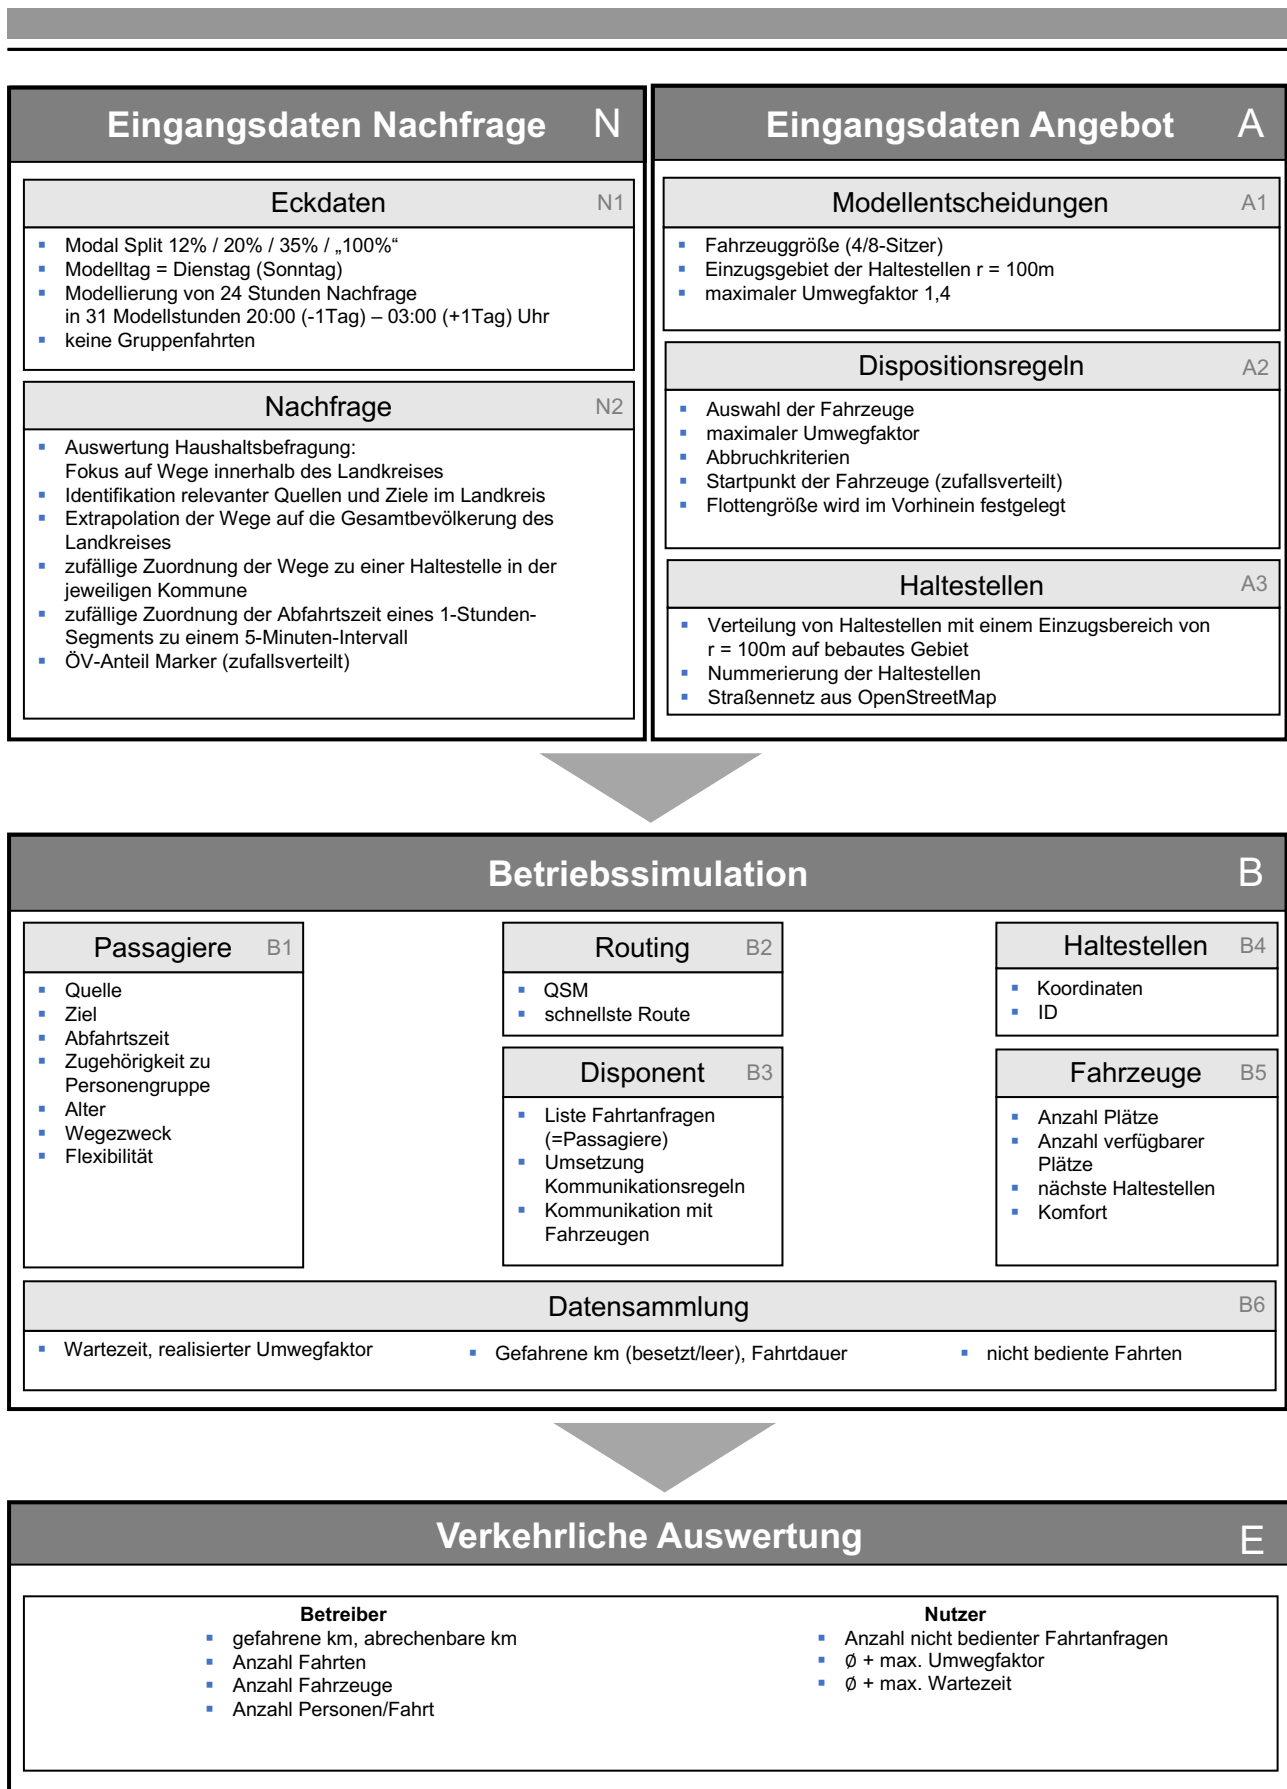 Eingangsdaten Nachfrage N
Eckdaten N1
Modal Split 12% / 20% / 35% / „100%“
Modelltag = Dienstag (Sonntag)
Modellierung von 24 Stunden Nachfrage
in 31 Modellstunden 20:00 (-1Tag) – 03:00 (+1Tag) Uhr
keine Gruppenfahrten
Nachfrage N2
Auswertung Haushaltsbefragung:
Fokus auf Wege innerhalb des Landkreises
Identifikation relevanter Quellen und Ziele im Landkreis
Extrapolation der Wege auf die Gesamtbevölkerung des
Landkreises
zufällige Zuordnung der Wege zu einer Haltestelle in der
jeweiligen Kommune
zufällige Zuordnung der Abfahrtszeit eines 1-Stunden-
Segments zu einem 5-Minuten-Intervall
ÖV-Anteil Marker (zufallsverteilt)
Eingangsdaten Angebot A
Modellentscheidungen A1
Fahrzeuggröße (4/8-Sitzer)
Einzugsgebiet der Haltestellen r = 100m
maximaler Umwegfaktor 1,4
Dispositionsregeln A2
Auswahl der Fahrzeuge
maximaler Umwegfaktor
Abbruchkriterien
Startpunkt der Fahrzeuge (zufallsverteilt)
Flottengröße wird im Vorhinein festgelegt
Haltestellen A3
Verteilung von Haltestellen mit einem Einzugsbereich von
r = 100m auf bebautes Gebiet
Nummerierung der Haltestellen
Straßennetz aus OpenStreetMap
Betriebssimulation B
Passagiere B1
Quelle
Ziel
Abfahrtszeit
Zugehörigkeit zu
Personengruppe
Alter
Wegezweck
Flexibilität
Routing B2
QSM
schnellste Route
Disponent B3
Liste Fahrtanfragen
(=Passagiere)
Umsetzung
Kommunikationsregeln
Kommunikation mit
Fahrzeugen
Haltestellen B4
Koordinaten
ID
Fahrzeuge B5
Anzahl Plätze
Anzahl verfügbarer
Plätze
nächste Haltestellen
Komfort
Datensammlung B6
Wartezeit, realisierter Umwegfaktor
Gefahrene km (besetzt/leer), Fahrtdauer
nicht bediente Fahrten
Verkehrliche Auswertung E
Betreiber
gefahrene km, abrechenbare km
Anzahl Fahrten
Anzahl Fahrzeuge
Anzahl Personen/Fahrt
Nutzer
Anzahl nicht bedienter Fahrtanfragen
Ø + max. Umwegfaktor
Ø + max. Wartezeit